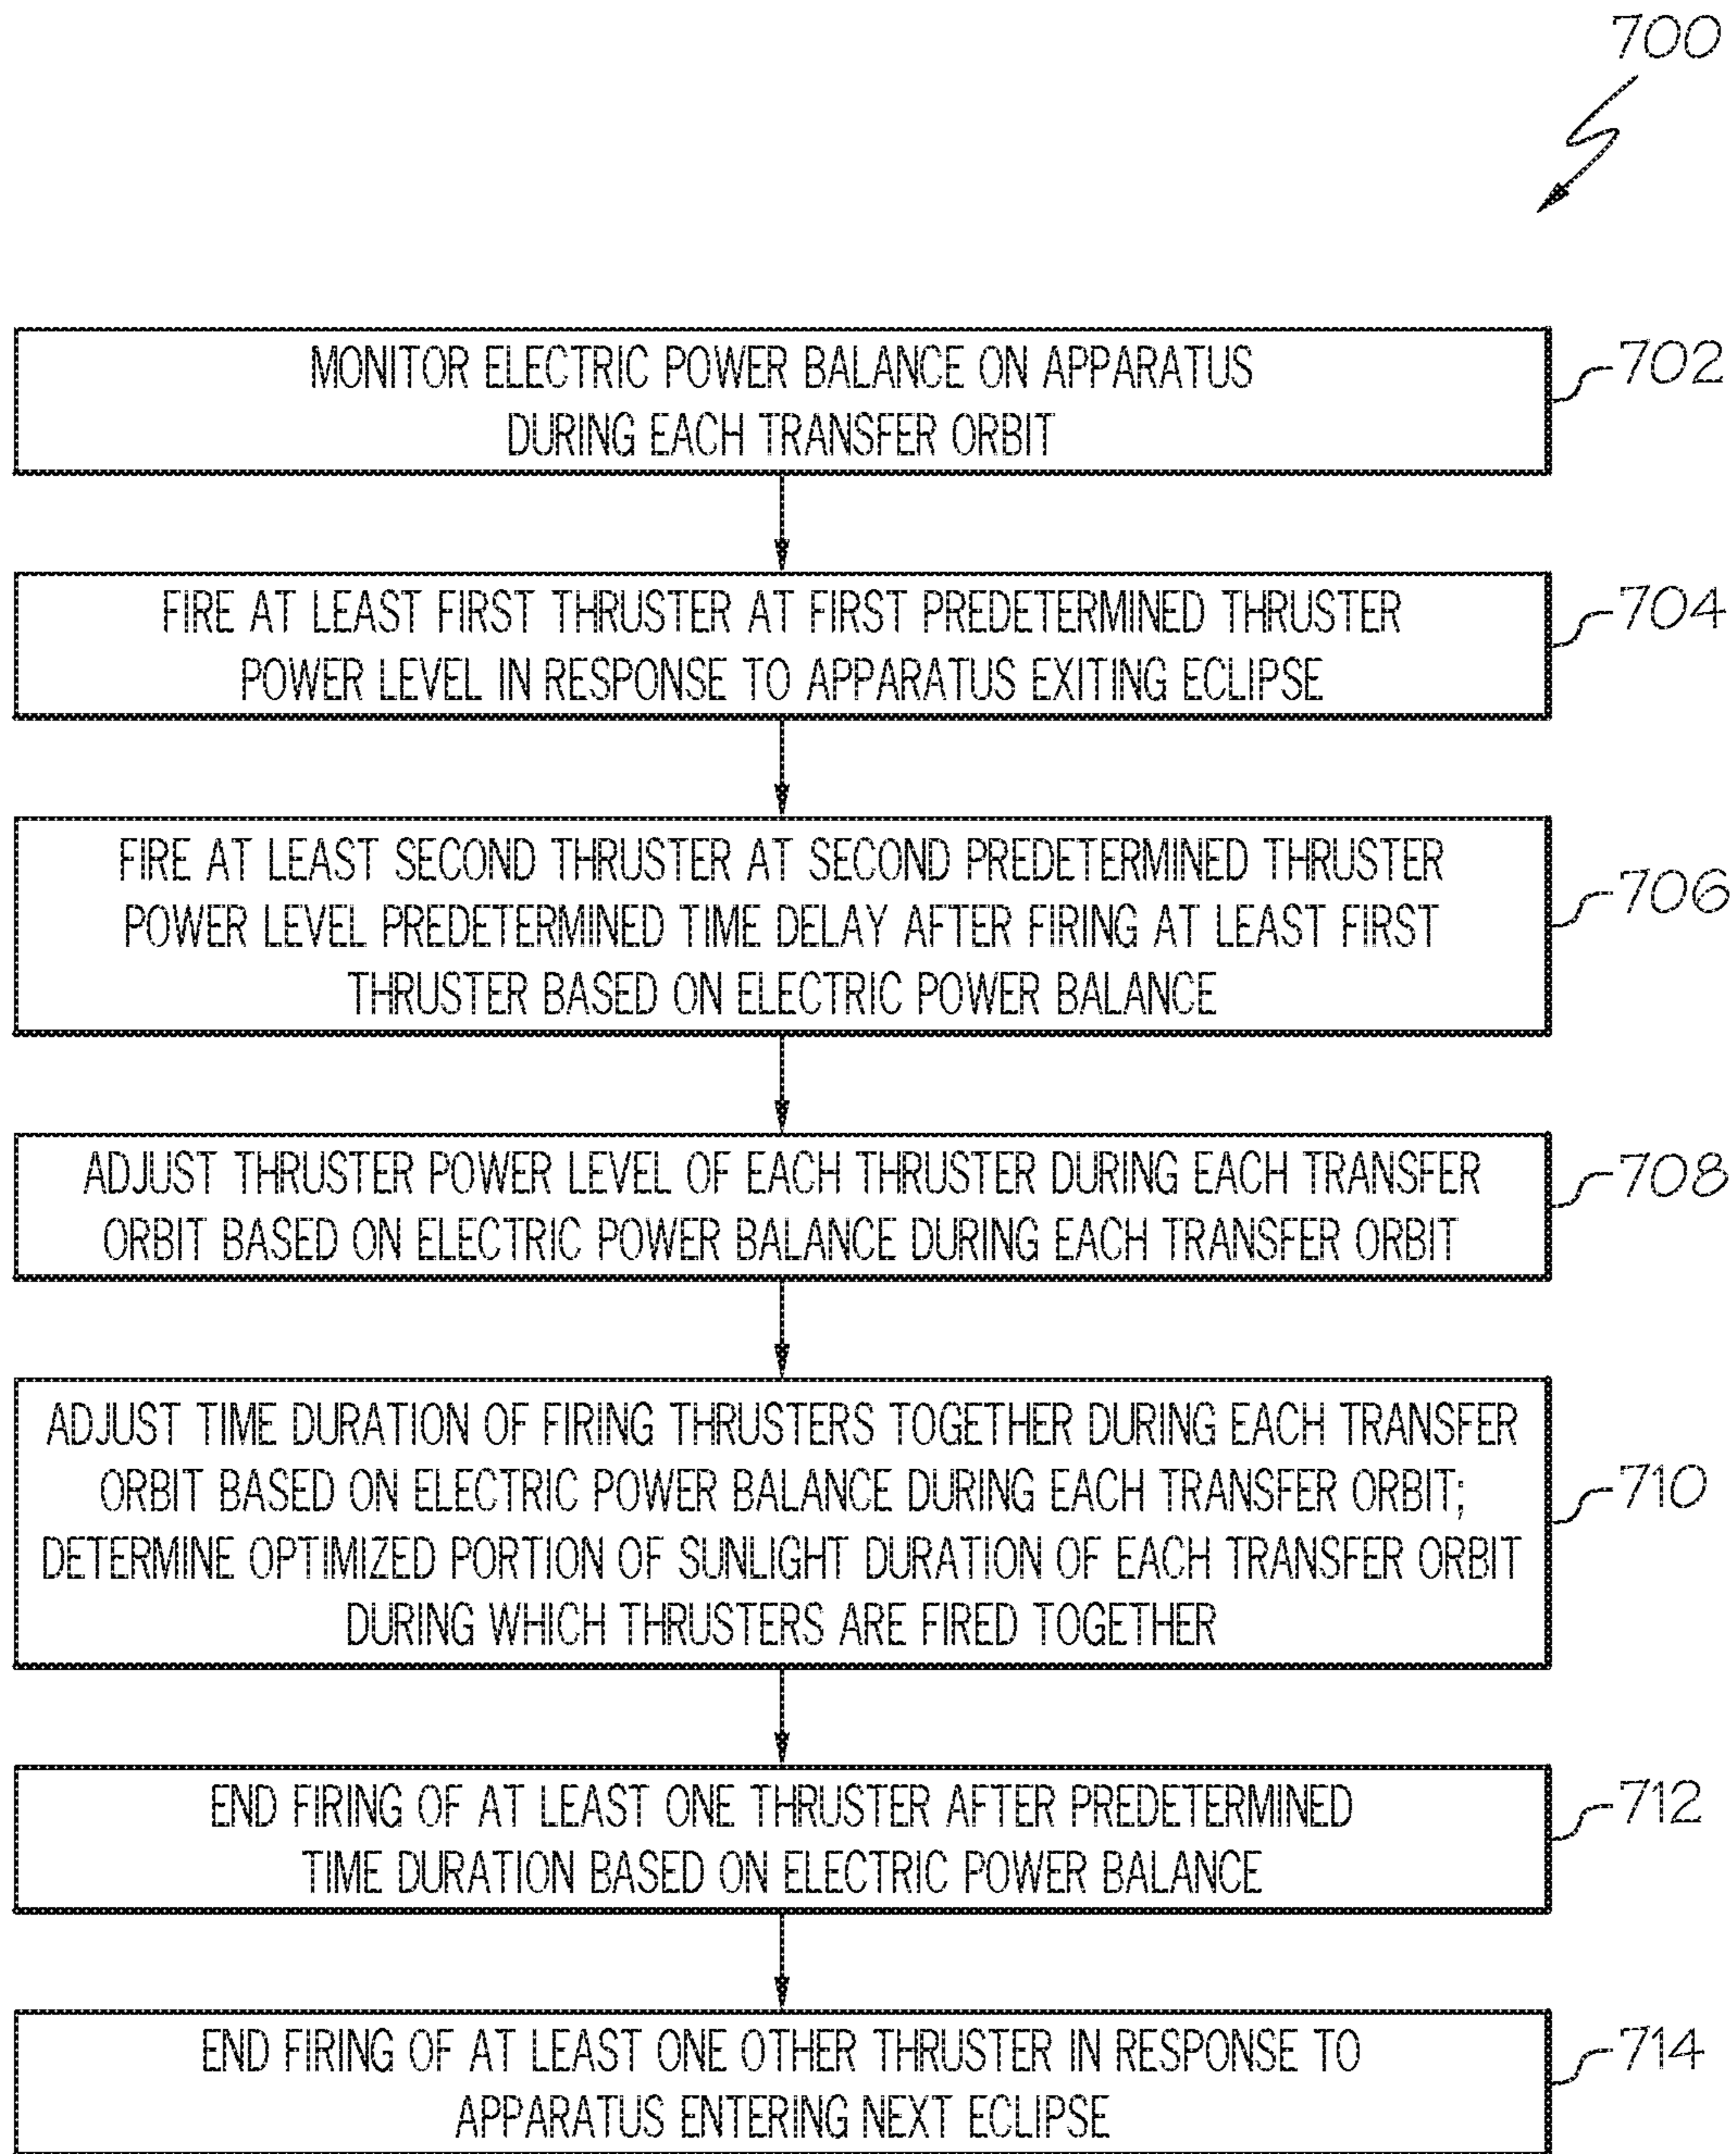 700
MONITOR ELECTRIC POWER BALANCE ON APPARATUS
DURING EACH TRANSFER ORBIT
702
FIRE AT LEAST FIRST THRUSTER AT FIRST PREDETERMINED THRUSTER
POWER LEVEL IN RESPONSE TO APPARATUS EXITING ECLIPSE
704
FIRE AT LEAST SECOND THRUSTER AT SECOND PREDETERMINED THRUSTER
POWER LEVEL PREDETERMINED TIME DELAY AFTER FIRING AT LEAST FIRST
THRUSTER BASED ON ELECTRIC POWER BALANCE
706
ADJUST THRUSTER POWER LEVEL OF EACH THRUSTER DURING EACH TRANSFER
ORBIT BASED ON ELECTRIC POWER BALANCE DURING EACH TRANSFER ORBIT
708
ADJUST TIME DURATION OF FIRING THRUSTERS TOGETHER DURING EACH TRANSFER
ORBIT BASED ON ELECTRIC POWER BALANCE DURING EACH TRANSFER ORBIT;
DETERMINE OPTIMIZED PORTION OF SUNLIGHT DURATION OF EACH TRANSFER ORBIT
DURING WHICH THRUSTERS ARE FIRED TOGETHER
710
END FIRING OF AT LEAST ONE THRUSTER AFTER PREDETERMINED
TIME DURATION BASED ON ELECTRIC POWER BALANCE
712
END FIRING OF AT LEAST ONE OTHER THRUSTER IN RESPONSE TO
APPARATUS ENTERING NEXT ECLIPSE
714